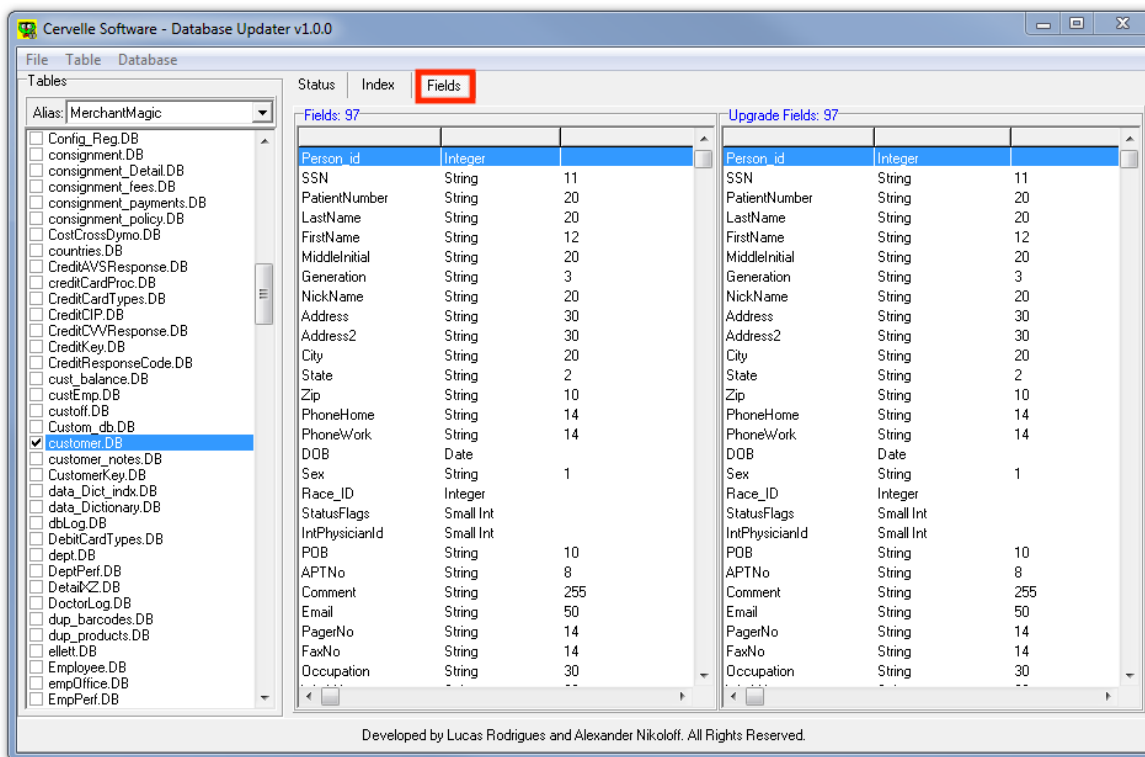 Cervelle Software - Database Updater v1.0.0
File Table Database
Tables
Alias: MerchantMagic
Config_Reg.DB
consignment.DB
consignment_Detail.DB
consignment_fees.DB
consignment_payments.DB
consignment_policy.DB
CostCrossDymo.DB
countries.DB
CreditAVSResponse.DB
creditCardProc.DB
CreditCardTypes.DB
CreditCIP.DB
CreditCVVResponse.DB
CreditKey.DB
CreditResponseCode.DB
cust_balance.DB
custEmp.DB
custoff.DB
Custom_db.DB
customer.DB
customer_notes.DB
CustomerKey.DB
data_Dict_indx.DB
data_Dictionary.DB
dbLog.DB
DebitCardTypes.DB
dept.DB
DeptPerf.DB
DetailXZ.DB
DoctorLog.DB
dup_barcodes.DB
dup_products.DB
ellett.DB
Employee.DB
empOffice.DB
EmpPerf.DB
Status Index Fields
Fields: 97
Person_id Integer
SSN String 11
PatientNumber String 20
LastName String 20
FirstName String 12
MiddleInitial String 20
Generation String 3
NickName String 20
Address String 30
Address2 String 30
City String 20
State String 2
Zip String 10
PhoneHome String 14
PhoneWork String 14
DOB Date
Sex String 1
Race_ID Integer
StatusFlags Small Int
IntPhysicianId Small Int
POB String 10
APTNo String 8
Comment String 255
Email String 50
PagerNo String 14
FaxNo String 14
Occupation String 30
Upgrade Fields: 97
Person_id Integer
SSN String 11
PatientNumber String 20
LastName String 20
FirstName String 12
MiddleInitial String 20
Generation String 3
NickName String 20
Address String 30
Address2 String 30
City String 20
State String 2
Zip String 10
PhoneHome String 14
PhoneWork String 14
DOB Date
Sex String 1
Race_ID Integer
StatusFlags Small Int
IntPhysicianId Small Int
POB String 10
APTNo String 8
Comment String 255
Email String 50
PagerNo String 14
FaxNo String 14
Occupation String 30
Developed by Lucas Rodrigues and Alexander Nikoloff. All Rights Reserved.